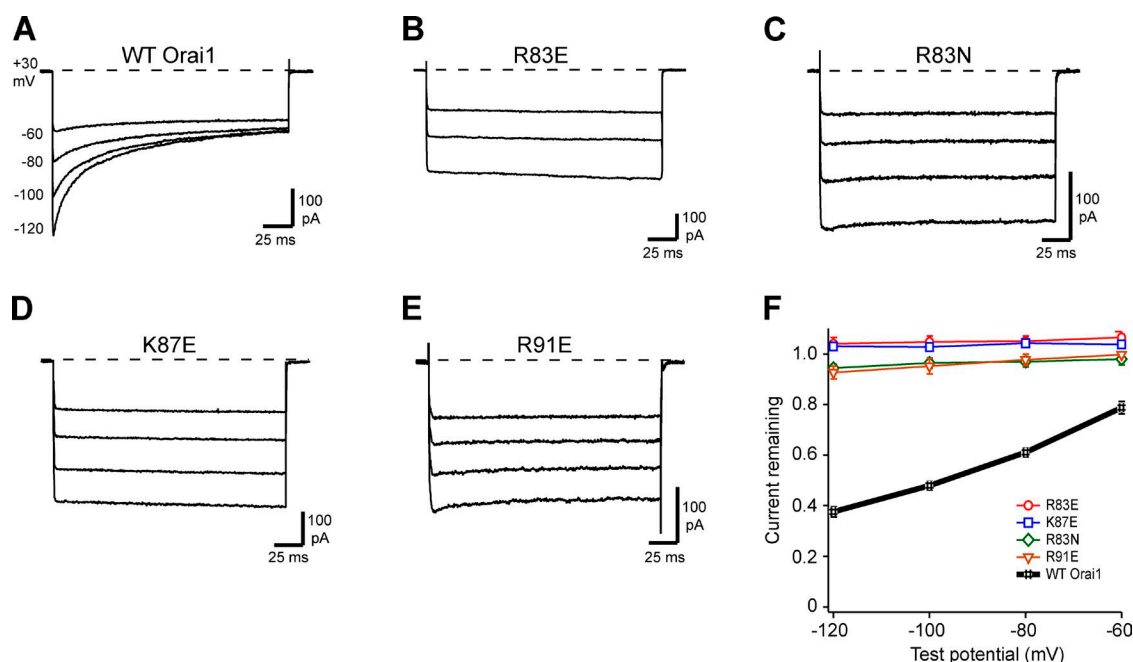 A
WT Orai1
+30
mV
-60
-80
-100
-120
100
pA
25 ms
B
R83E
100
pA
25 ms
C
R83N
100
pA
25 ms
D
K87E
100
pA
25 ms
E
R91E
100
pA
25 ms
F
Current remaining
1.0
0.8
0.6
0.4
0.2
0
R83E
K87E
R83N
R91E
WT Orai1
-120 -100 -80 -60
Test potential (mV)